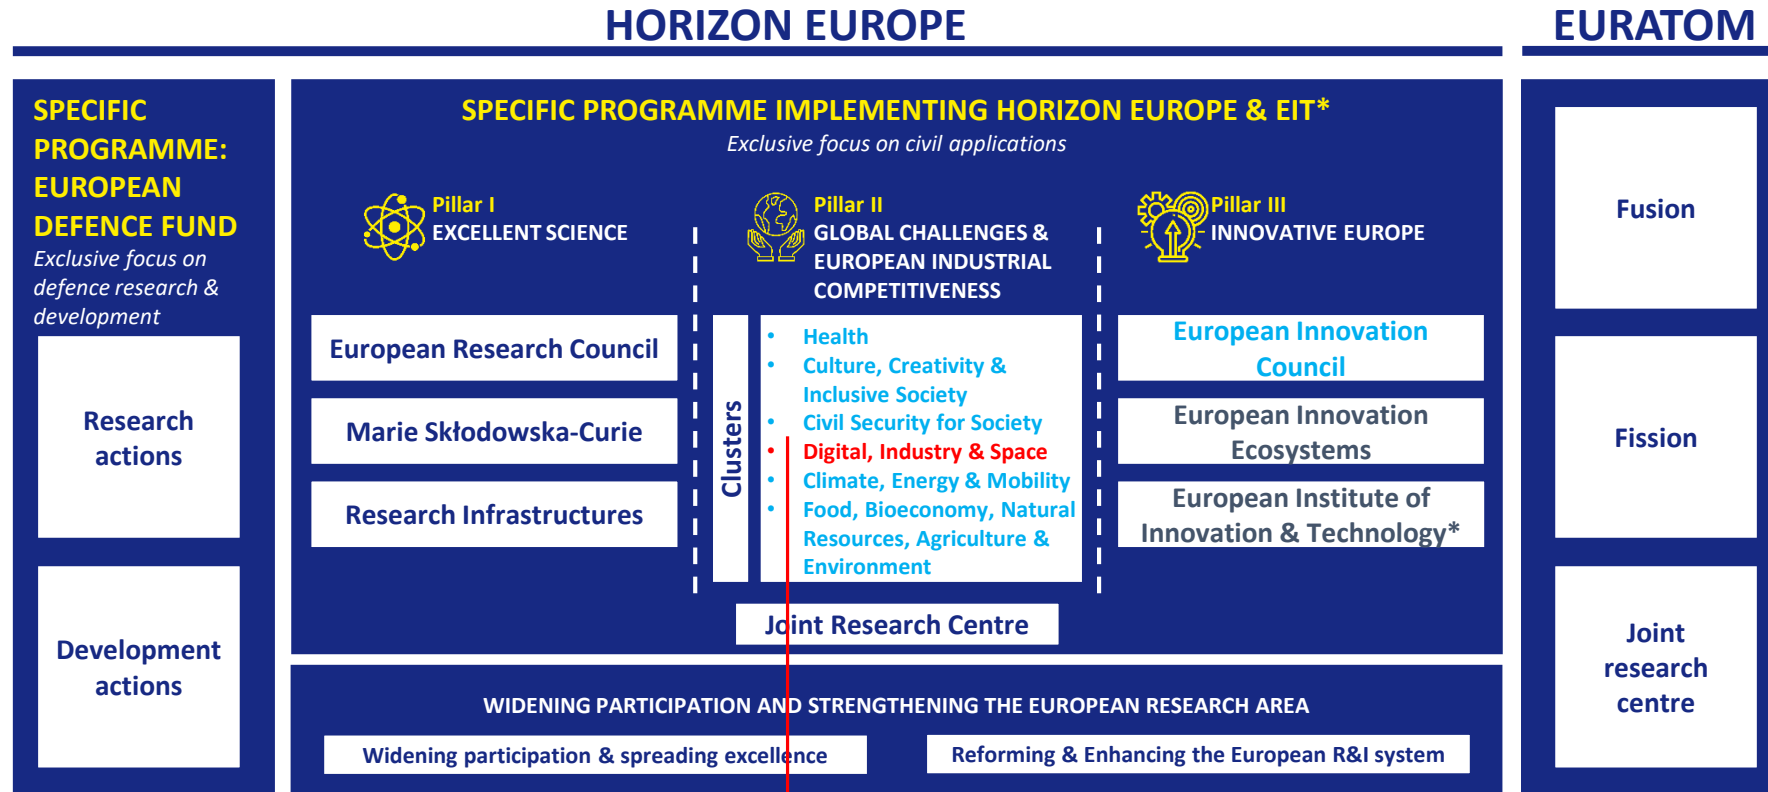 HORIZON EUROPE
EURATOM
SPECIFIC
PROGRAMME:
EUROPEAN
DEFENCE FUND
Exclusive focus on
defence research &
development
Research
actions
Development
actions
SPECIFIC PROGRAMME IMPLEMENTING HORIZON EUROPE & EIT*
Exclusive focus on civil applications
Pillar I
EXCELLENT SCIENCE
European Research Council
Marie Skłodowska-Curie
Research Infrastructures
Pillar II
GLOBAL CHALLENGES &
EUROPEAN INDUSTRIAL
COMPETITIVENESS
Clusters
• Health
• Culture, Creativity &
Inclusive Society
• Civil Security for Society
• Digital, Industry & Space
• Climate, Energy & Mobility
• Food, Bioeconomy, Natural
Resources, Agriculture &
Environment
Pillar III
INNOVATIVE EUROPE
European Innovation
Council
European Innovation
Ecosystems
European Institute of
Innovation & Technology*
Joint Research Centre
WIDENING PARTICIPATION AND STRENGTHENING THE EUROPEAN RESEARCH AREA
Widening participation & spreading excellence
Reforming & Enhancing the European R&I system
Fusion
Fission
Joint
research
centre